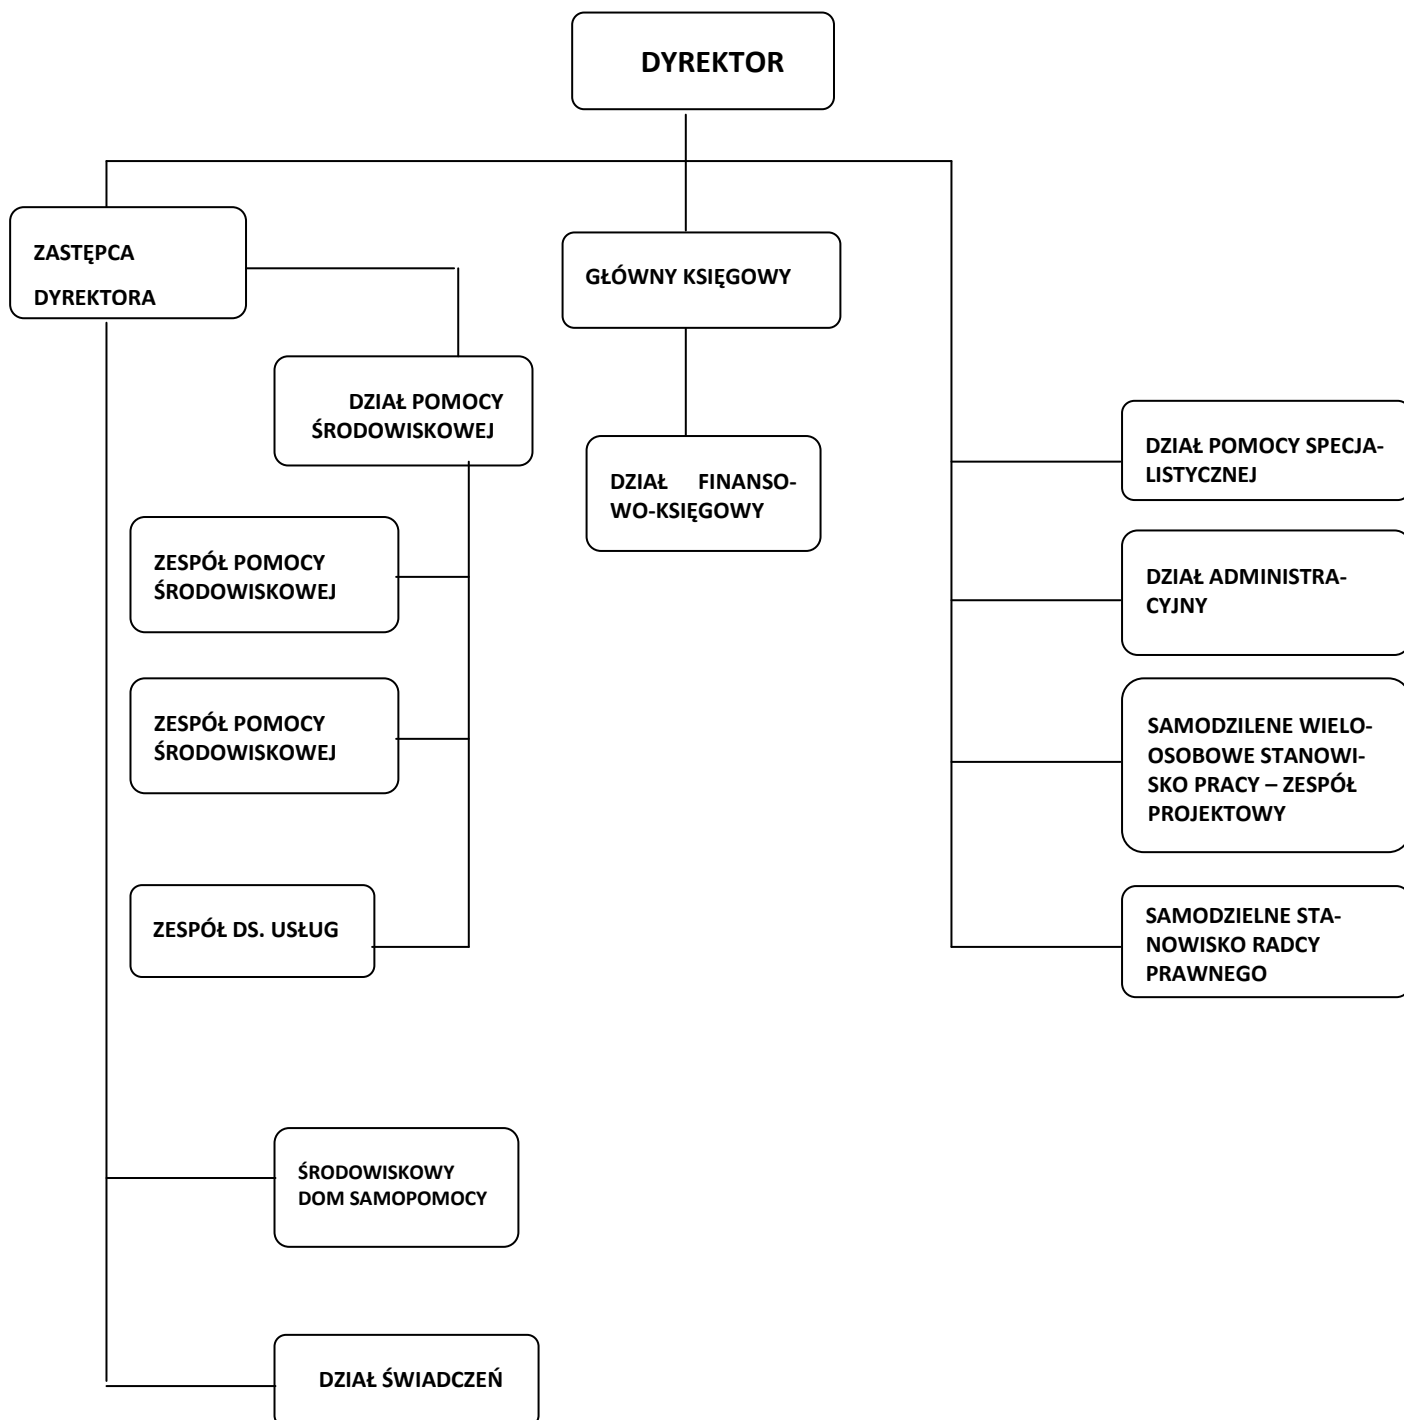 DYREKTOR
ZASTĘPCA
DYREKTORA
GŁÓWNY KSIĘGOWY
DZIAŁ POMOCY
ŚRODOWISKOWEJ
DZIAŁ FINANSO-
WO-KSIĘGOWY
DZIAŁ POMOCY SPECJA-
LISTYCZNEJ
ZESPÓŁ POMOCY
ŚRODOWISKOWEJ
DZIAŁ ADMINISTRA-
CYJNY
ZESPÓŁ POMOCY
ŚRODOWISKOWEJ
SAMODZILENE WIELO-
OSOBOWE STANOWI-
SKO PRACY – ZESPÓŁ
PROJEKTOWY
ZESPÓŁ DS. USŁUG
SAMODZIELNE STA-
NOWISKO RADCY
PRAWNEGO
ŚRODOWISKOWY
DOM SAMOPOMOCY
DZIAŁ ŚWIADCZEŃ